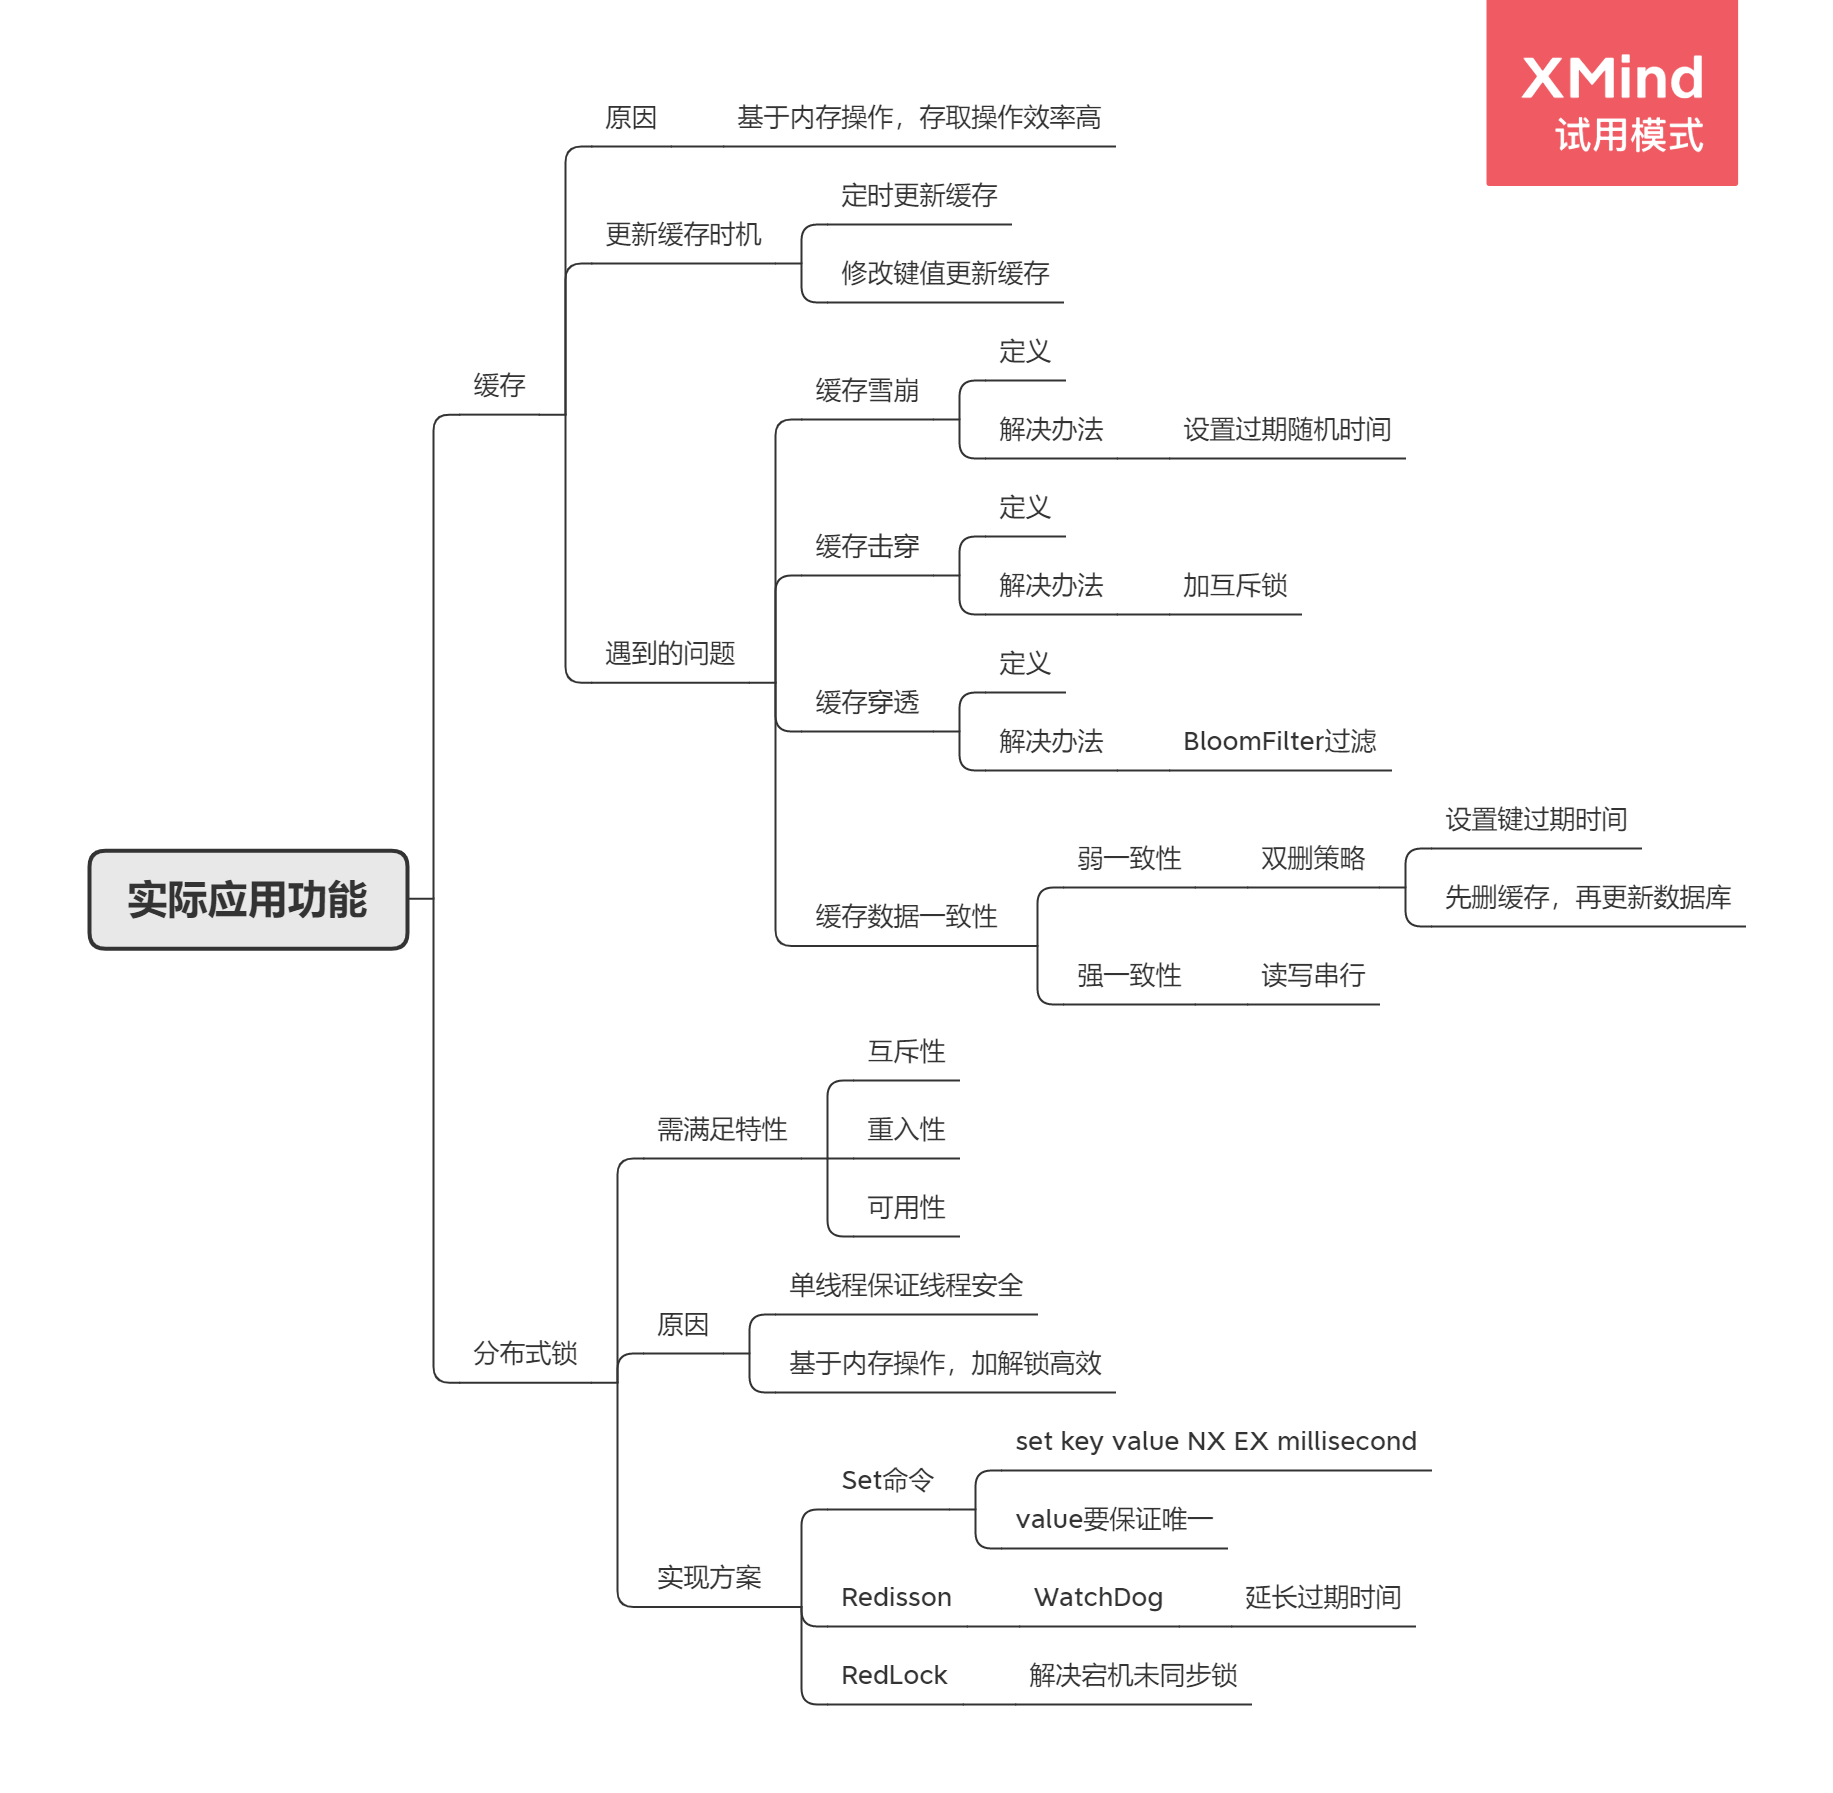 XMind
试用模式
实际应用功能
缓存
原因
基于内存操作，存取操作效率高
更新缓存时机
定时更新缓存
修改键值更新缓存
遇到的问题
缓存雪崩
定义
解决办法
设置过期随机时间
缓存击穿
定义
解决办法
加互斥锁
缓存穿透
定义
解决办法
BloomFilter过滤
缓存数据一致性
弱一致性
双删策略
设置键过期时间
先删缓存，再更新数据库
强一致性
读写串行
分布式锁
需满足特性
互斥性
重入性
可用性
原因
单线程保证线程安全
基于内存操作，加解锁高效
实现方案
Set命令
set key value NX EX millisecond
value要保证唯一
Redisson
WatchDog
延长过期时间
RedLock
解决宕机未同步锁